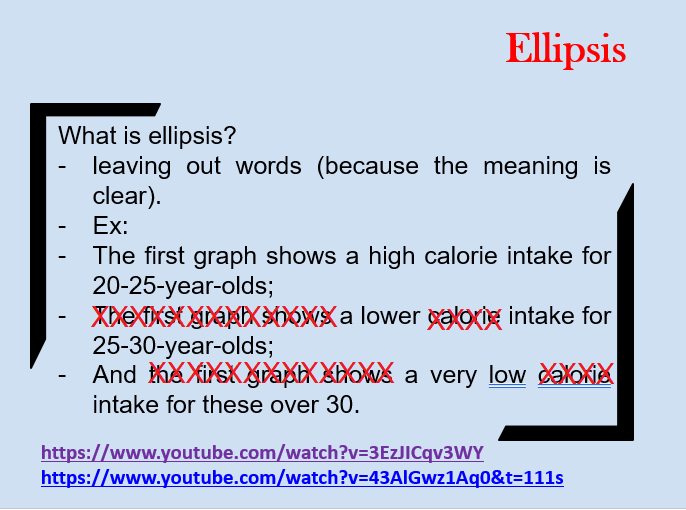 Ellipsis
What is ellipsis?
- leaving out words (because the meaning is
clear).
- Ex:
- The first graph shows a high calorie intake for
20-25-year-olds;
- The first graph shows a lower calorie intake for
25-30-year-olds;
- And the first graph shows a very low calorie
intake for these over 30.
https://www.youtube.com/watch?v=3EzJICqv3WY
https://www.youtube.com/watch?v=43AlGwz1Aq0&t=111s